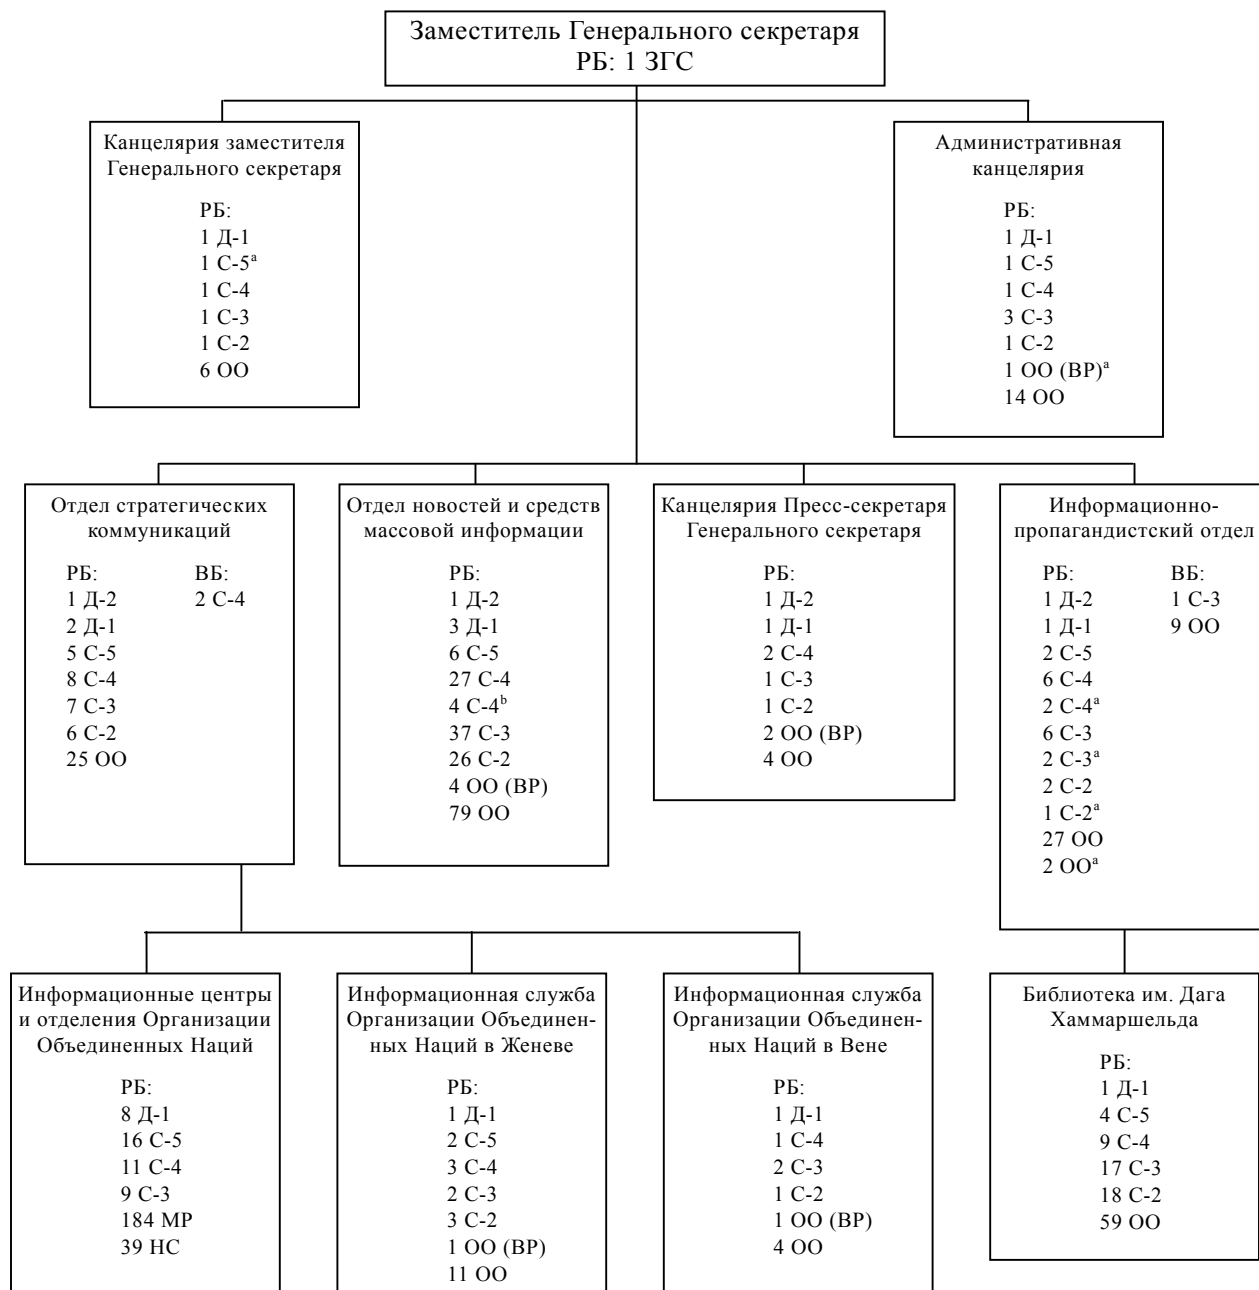 Заместитель Генерального секретаря
РБ: 1 ЗГС
Канцелярия заместителя
Генерального секретаря
РБ:
1 Д-1
1 С-5a
1 С-4
1 С-3
1 С-2
6 ОО
Административная
канцелярия
РБ:
1 Д-1
1 С-5
1 С-4
3 С-3
1 С-2
1 ОО (ВР)a
14 ОО
Отдел стратегических
коммуникаций
РБ:
1 Д-2
2 Д-1
5 С-5
8 С-4
7 С-3
6 С-2
25 ОО
ВБ:
2 С-4
Отдел новостей и средств
массовой информации
РБ:
1 Д-2
3 Д-1
6 С-5
27 С-4
4 С-4b
37 С-3
26 С-2
4 ОО (ВР)
79 ОО
Канцелярия Пресс-секретаря
Генерального секретаря
РБ:
1 Д-2
1 Д-1
2 С-4
1 С-3
1 С-2
2 ОО (ВР)
4 ОО
Информационно-
пропагандистский отдел
РБ:
1 Д-2
1 Д-1
2 С-5
6 С-4
2 С-4a
6 С-3
2 С-3a
2 С-2
1 С-2a
27 ОО
2 ООa
ВБ:
1 С-3
9 ОО
Информационные центры
и отделения Организации
Объединенных Наций
РБ:
8 Д-1
16 С-5
11 С-4
9 С-3
184 МР
39 НС
Информационная служба
Организации Объединен-
ных Наций в Женеве
РБ:
1 Д-1
2 С-5
3 С-4
2 С-3
3 С-2
1 ОО (ВР)
11 ОО
Информационная служба
Организации Объединен-
ных Наций в Вене
РБ:
1 Д-1
1 С-4
2 С-3
1 С-2
1 ОО (ВР)
4 ОО
Библиотека им. Дага
Хаммаршельда
РБ:
1 Д-1
4 С-5
9 С-4
17 С-3
18 С-2
59 ОО